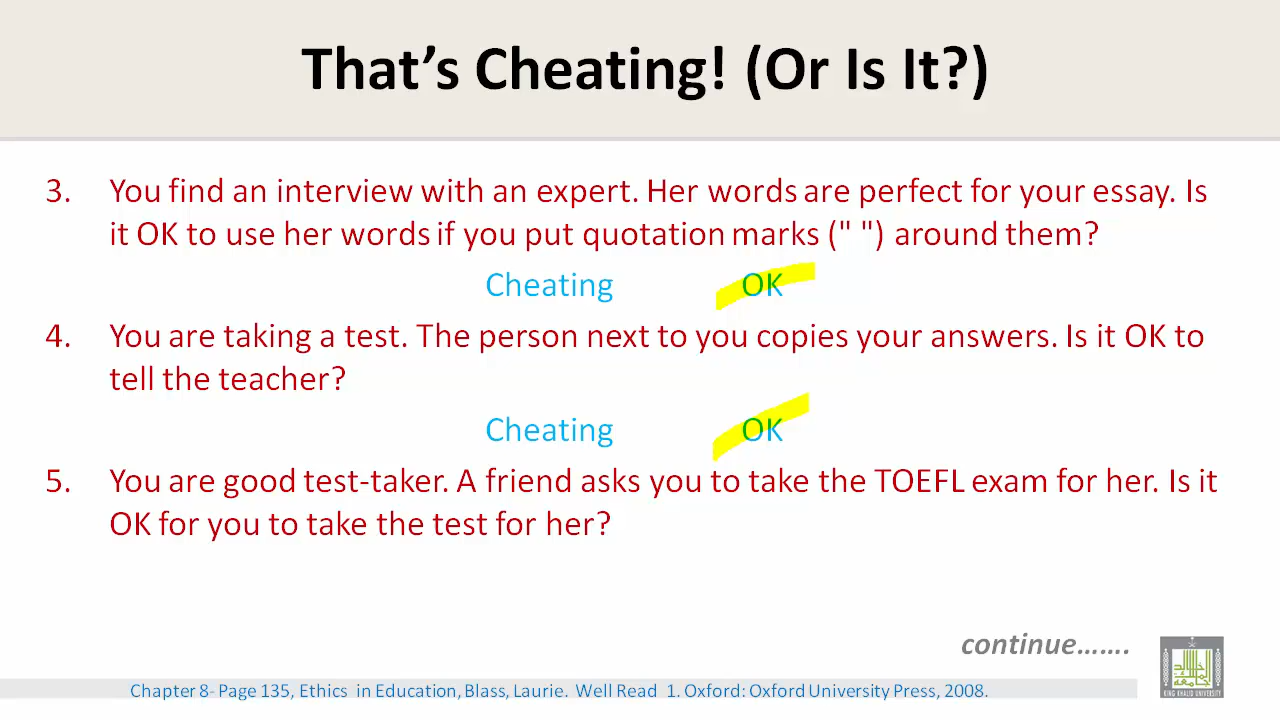 That's Cheating! (Or Is It?)
3. You find an interview with an expert. Her words are perfect for your essay. Is
it OK to use her words if you put quotation marks (" ") around them?
Cheating OK
4. You are taking a test. The person next to you copies your answers. Is it OK to
tell the teacher?
Cheating OK
5. You are good test-taker. A friend asks you to take the TOEFL exam for her. Is it
OK for you to take the test for her?
continue…….
KING KHALID UNIVERSITY
Chapter 8- Page 135, Ethics in Education, Blass, Laurie. Well Read 1. Oxford: Oxford University Press, 2008.